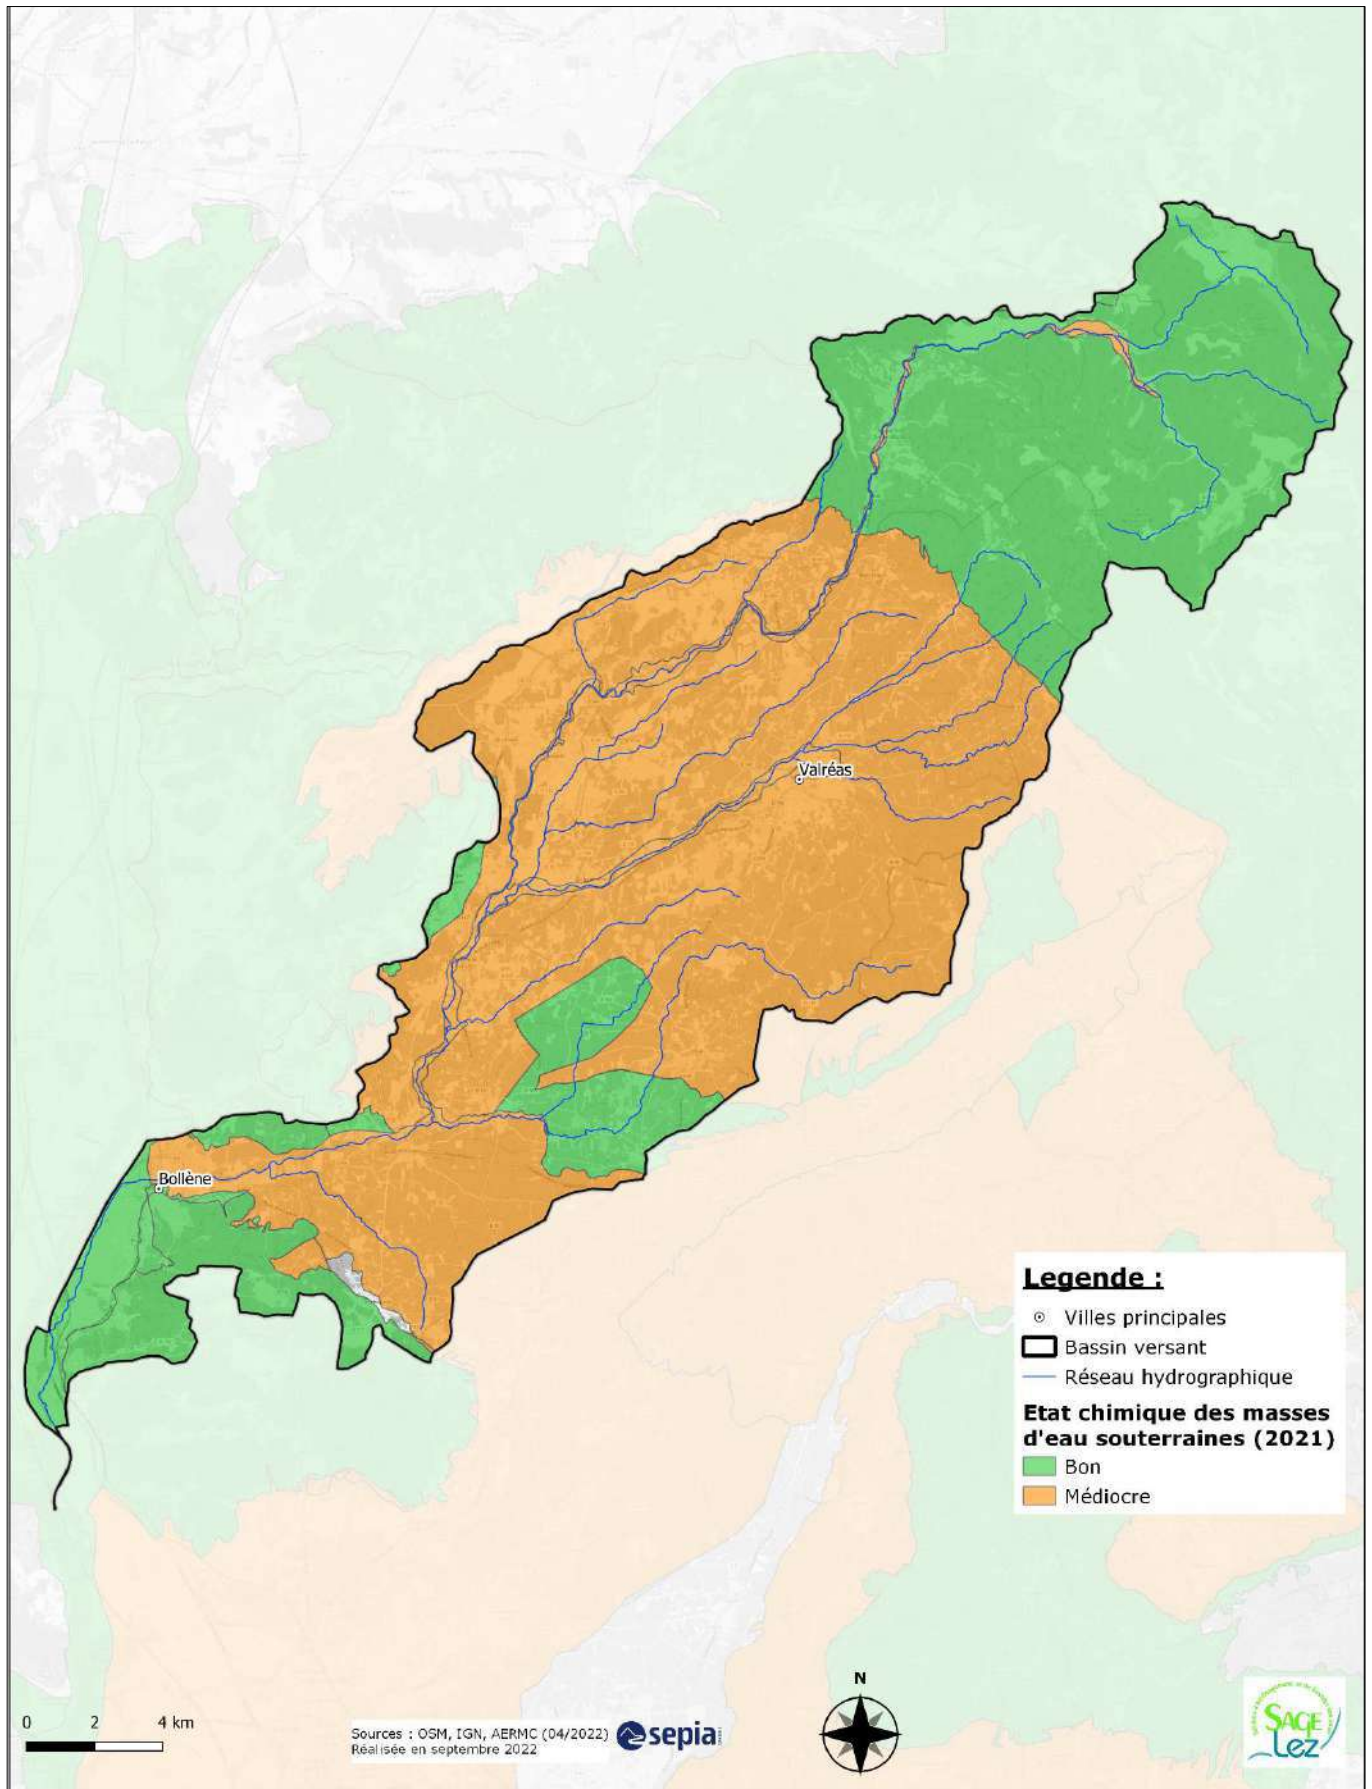 Valréas
Bollène
Legende :
Villes principales
Bassin versant
Réseau hydrographique
Etat chimique des masses
d'eau souterraines (2021)
Bon
Médiocre
N
0 2 4 km
Sources : OSM, IGN, AERMC (04/2022)
Réalisée en septembre 2022
sepia
SAGE
Lez